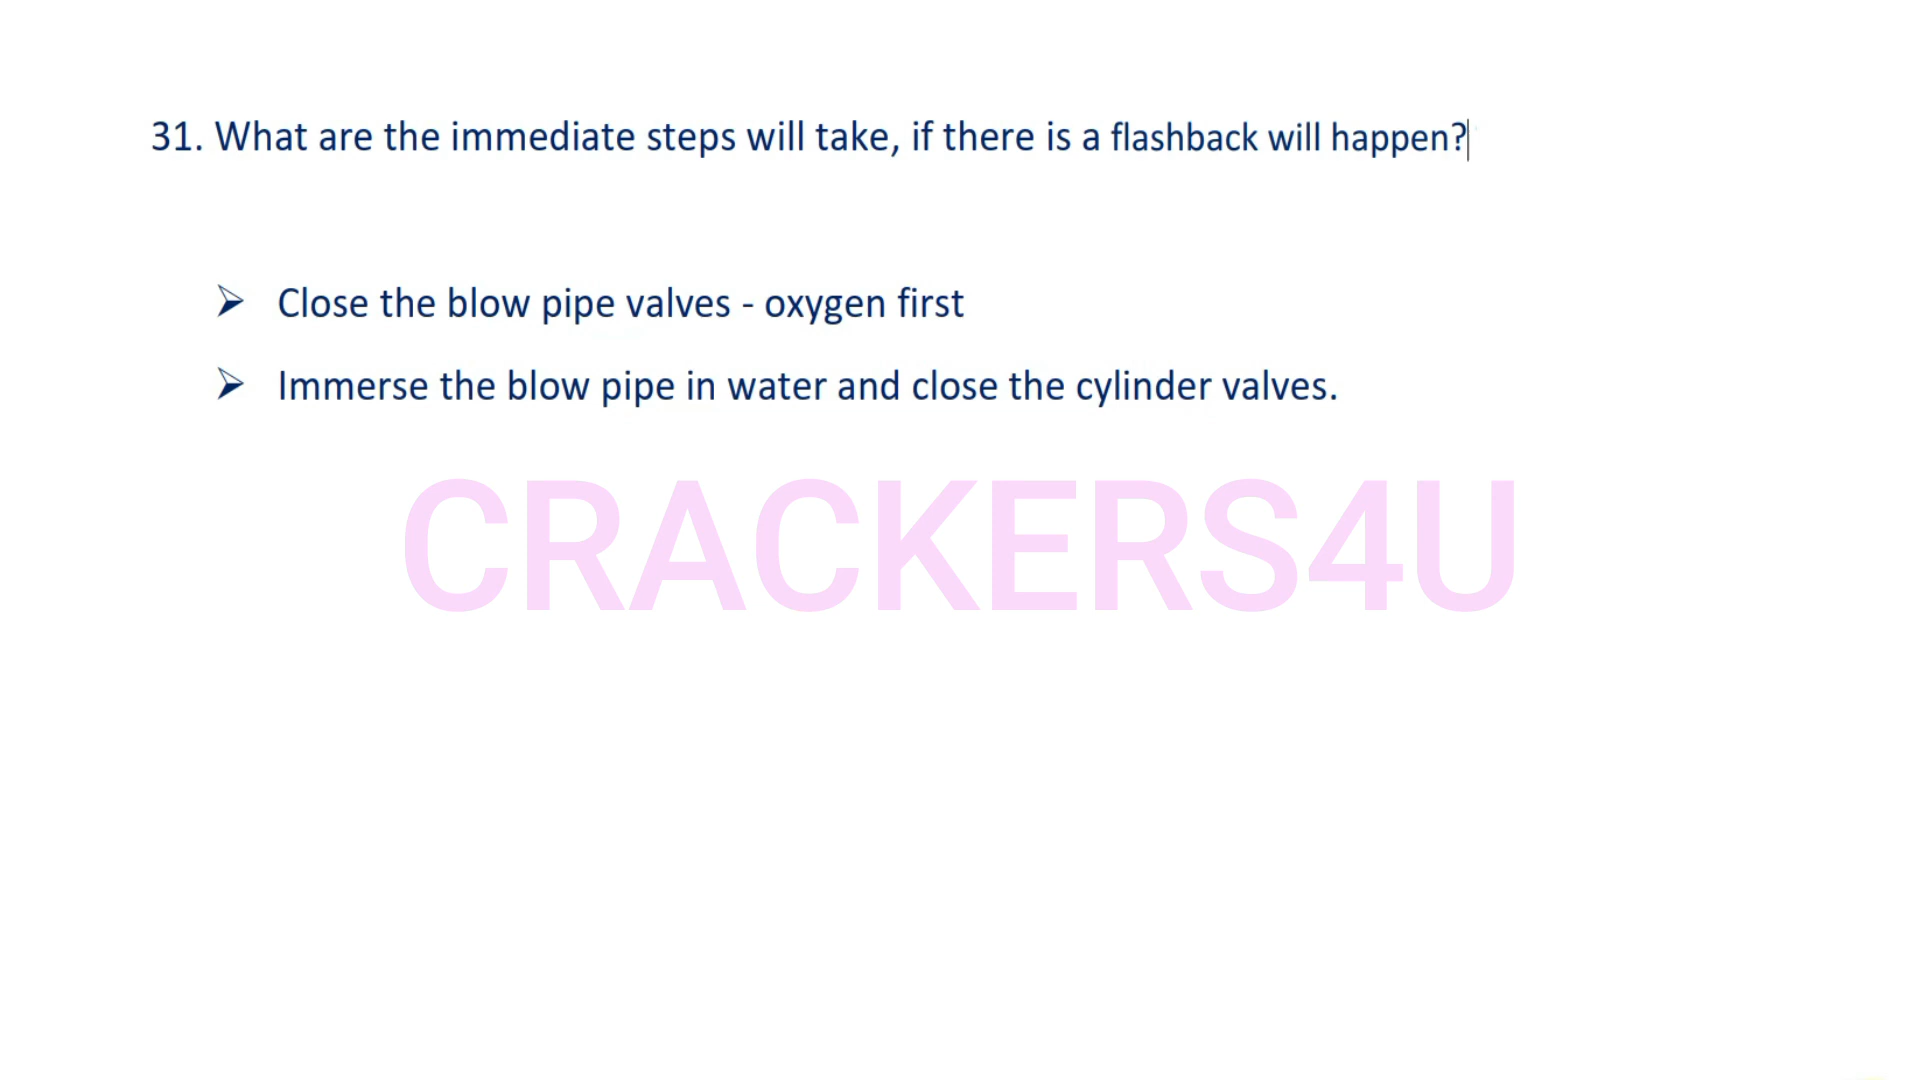 31. What are the immediate steps will take, if there is a flashback will happen?
➢ Close the blow pipe valves - oxygen first
➢ Immerse the blow pipe in water and close the cylinder valves.
CRACKERS4U